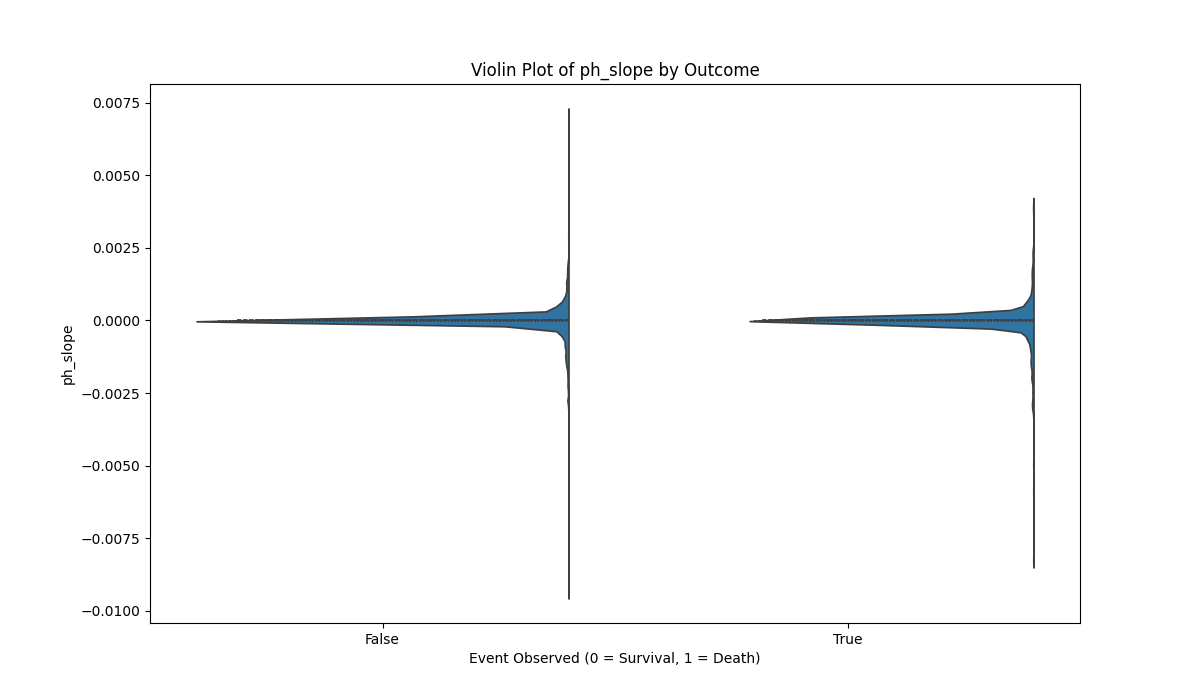 Violin Plot of ph_slope by Outcome
0.0075
0.0050
0.0025
0.0000
−0.0025
−0.0050
−0.0075
−0.0100
ph_slope
False True
Event Observed (0 = Survival, 1 = Death)